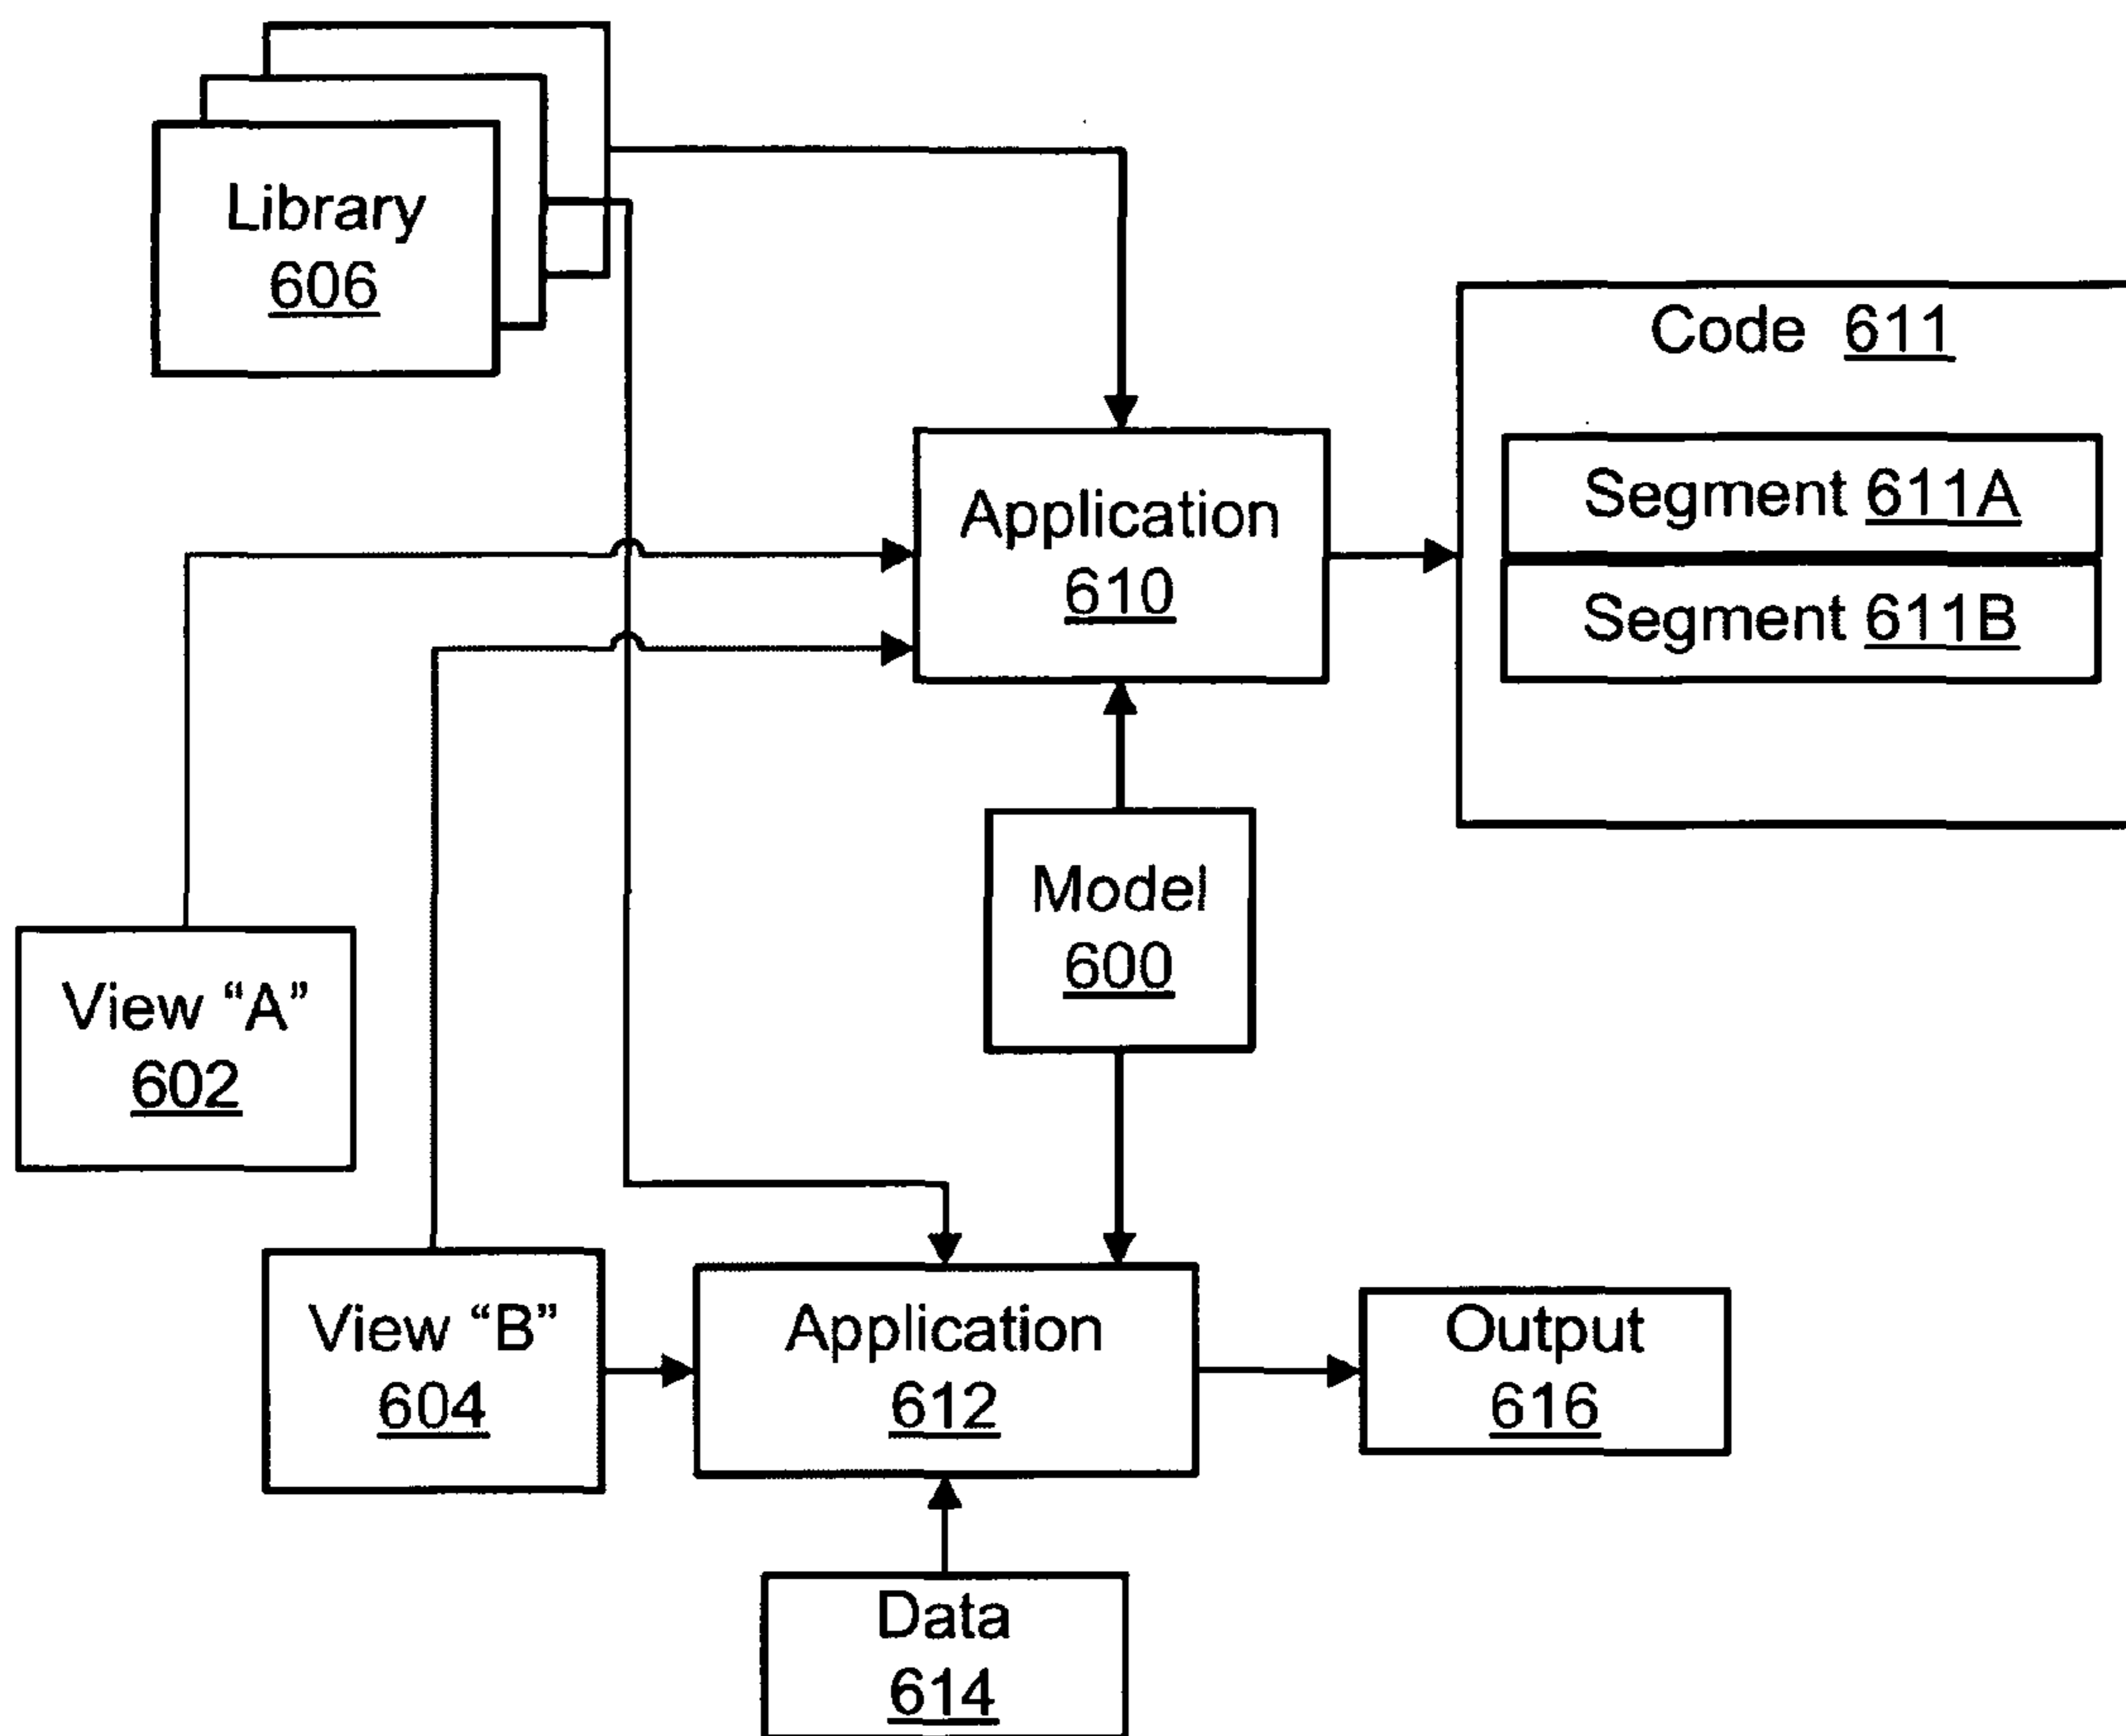 Library
606
Code 611
Segment 611A
Segment 611B
Application
610
Model
600
View “A”
602
View “B”
604
Application
612
Output
616
Data
614